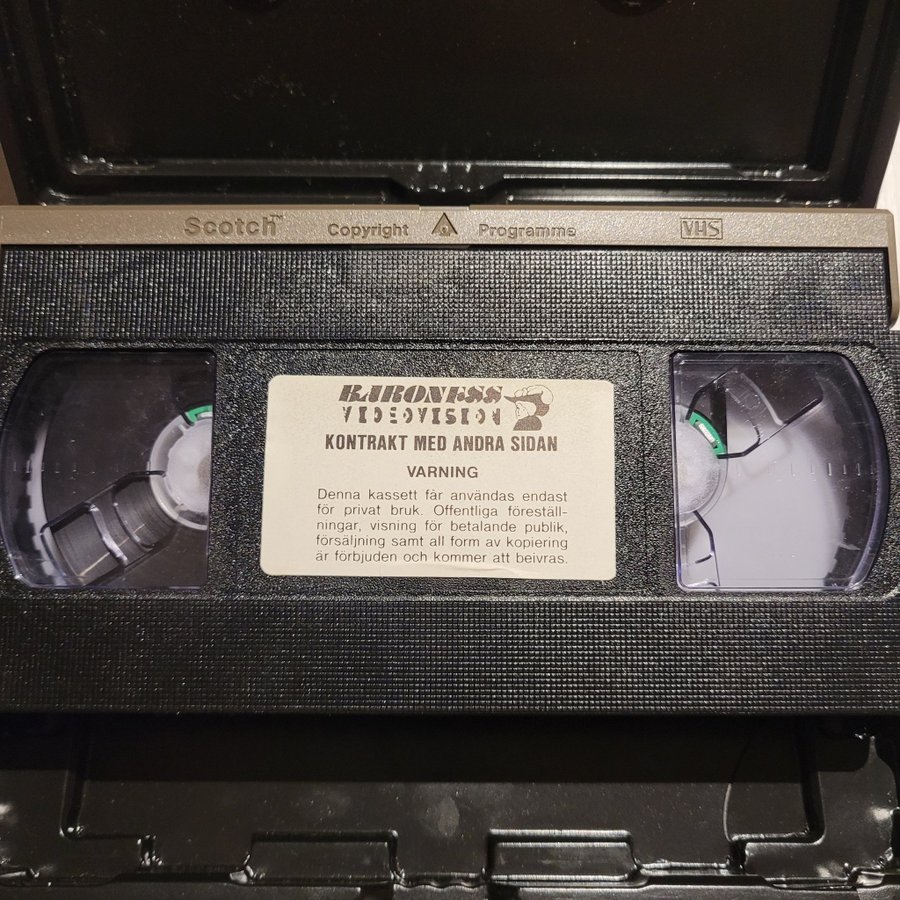 Scotch™ Copyright Programme VHS
BARONESS
VIDEOVISION
KONTRAKT MED ANDRA SIDAN
VARNING
Denna kassett får användas endast
för privat bruk. Offentliga föreställ-
ningar, visning för betalande publik,
försäljning samt all form av kopiering
är förbjuden och kommer att beivras.